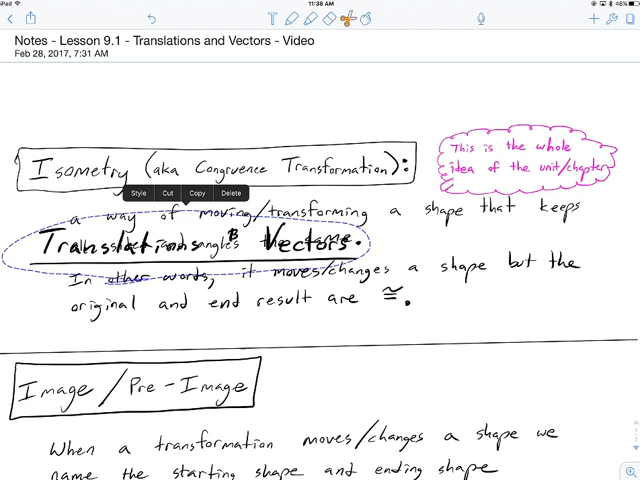 iPad 11:38 AM 48%
Notes - Lesson 9.1 - Translations and Vectors - Video
Feb 28, 2017, 7:31 AM
Isometry (aka Congruence Transformation):
This is the whole
idea of the unit/chapter
Style Cut Copy Delete
a way of moving/transforming a shape that keeps
angles the same.
Translations & Vectors
In other words, it moves/changes a shape but the
original and end result are ≅.
Image / Pre-Image
When a transformation moves/changes a shape we
name the starting shape and ending shape